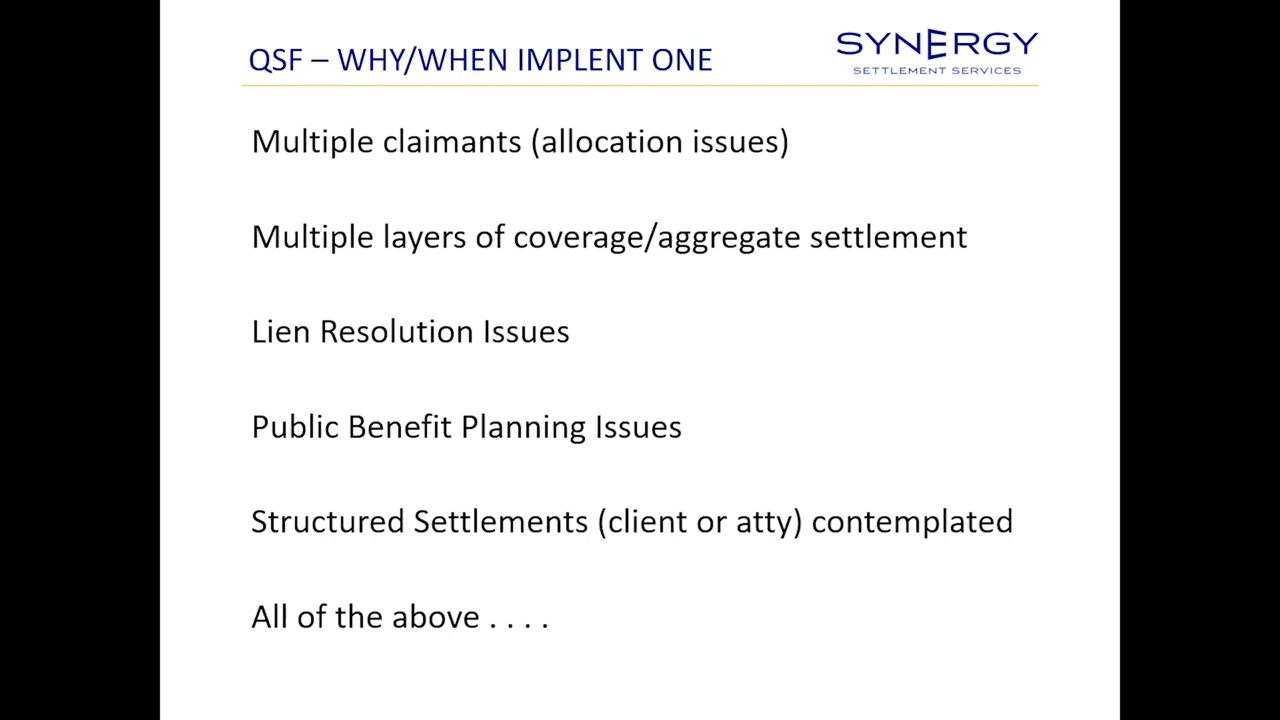 QSF – WHY/WHEN IMPLENT ONE
SYNERGY
SETTLEMENT SERVICES
Multiple claimants (allocation issues)
Multiple layers of coverage/aggregate settlement
Lien Resolution Issues
Public Benefit Planning Issues
Structured Settlements (client or atty) contemplated
All of the above . . . .